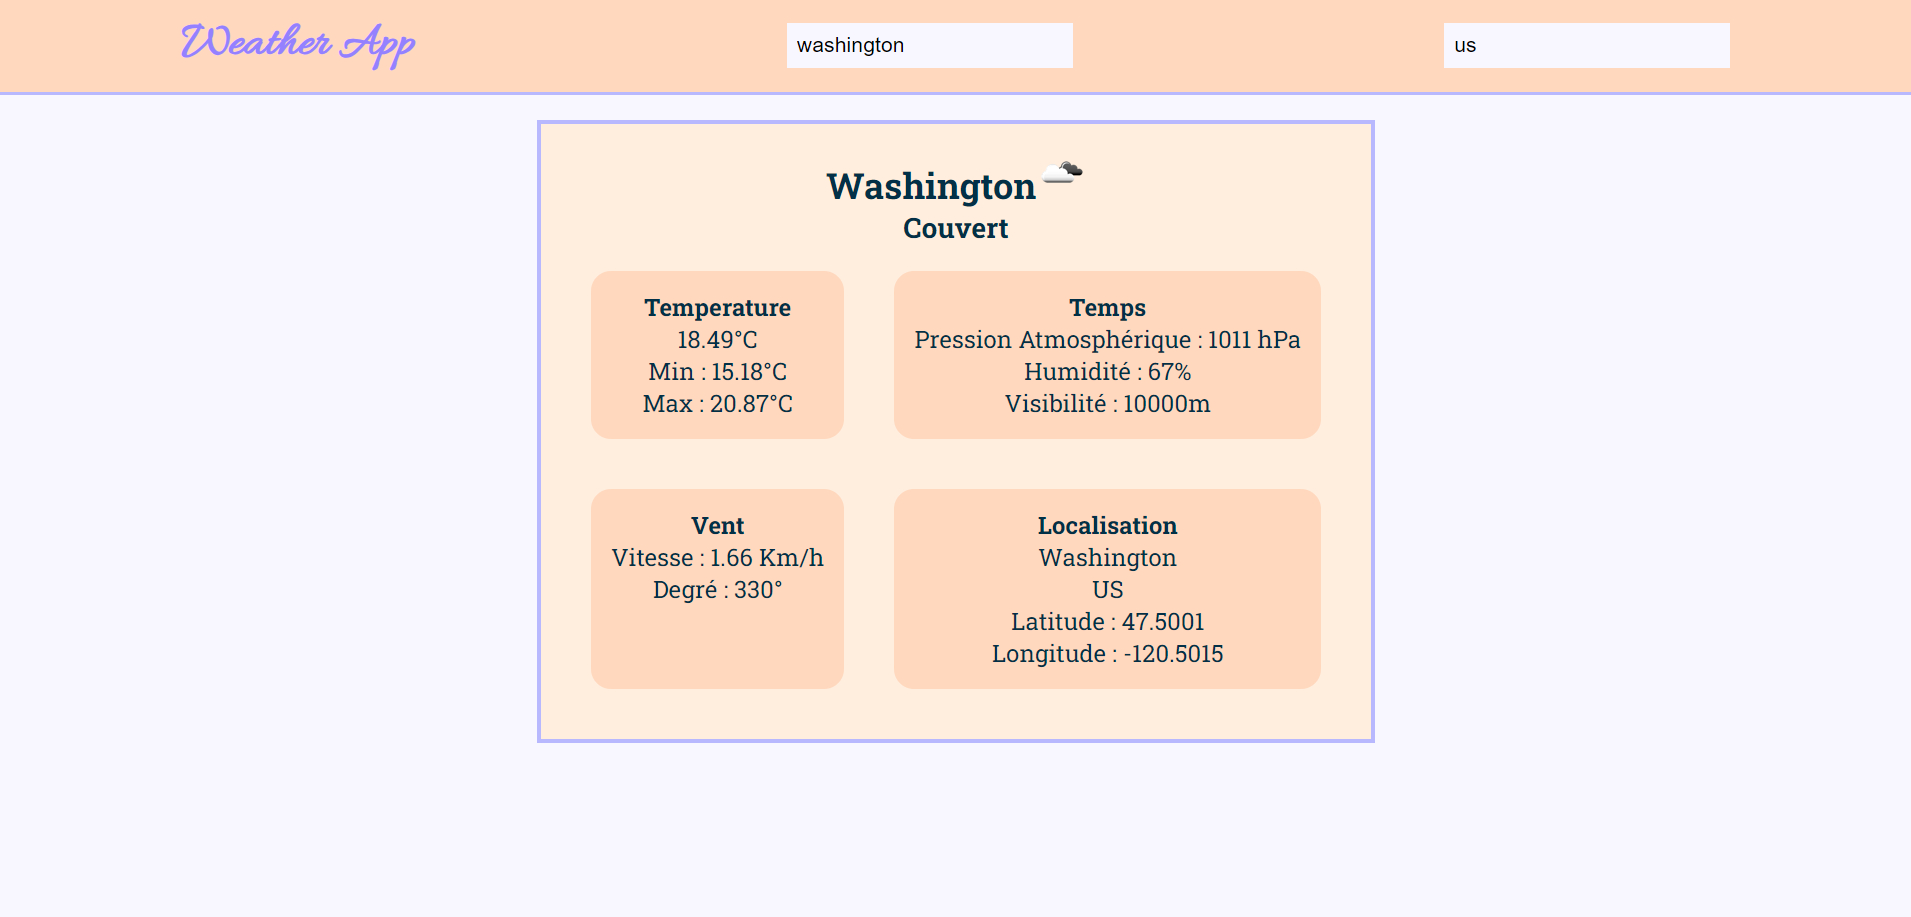 Weather App
washington
us
Washington
Couvert
Temperature
18.49°C
Min : 15.18°C
Max : 20.87°C
Temps
Pression Atmosphérique : 1011 hPa
Humidité : 67%
Visibilité : 10000m
Vent
Vitesse : 1.66 Km/h
Degré : 330°
Localisation
Washington
US
Latitude : 47.5001
Longitude : -120.5015